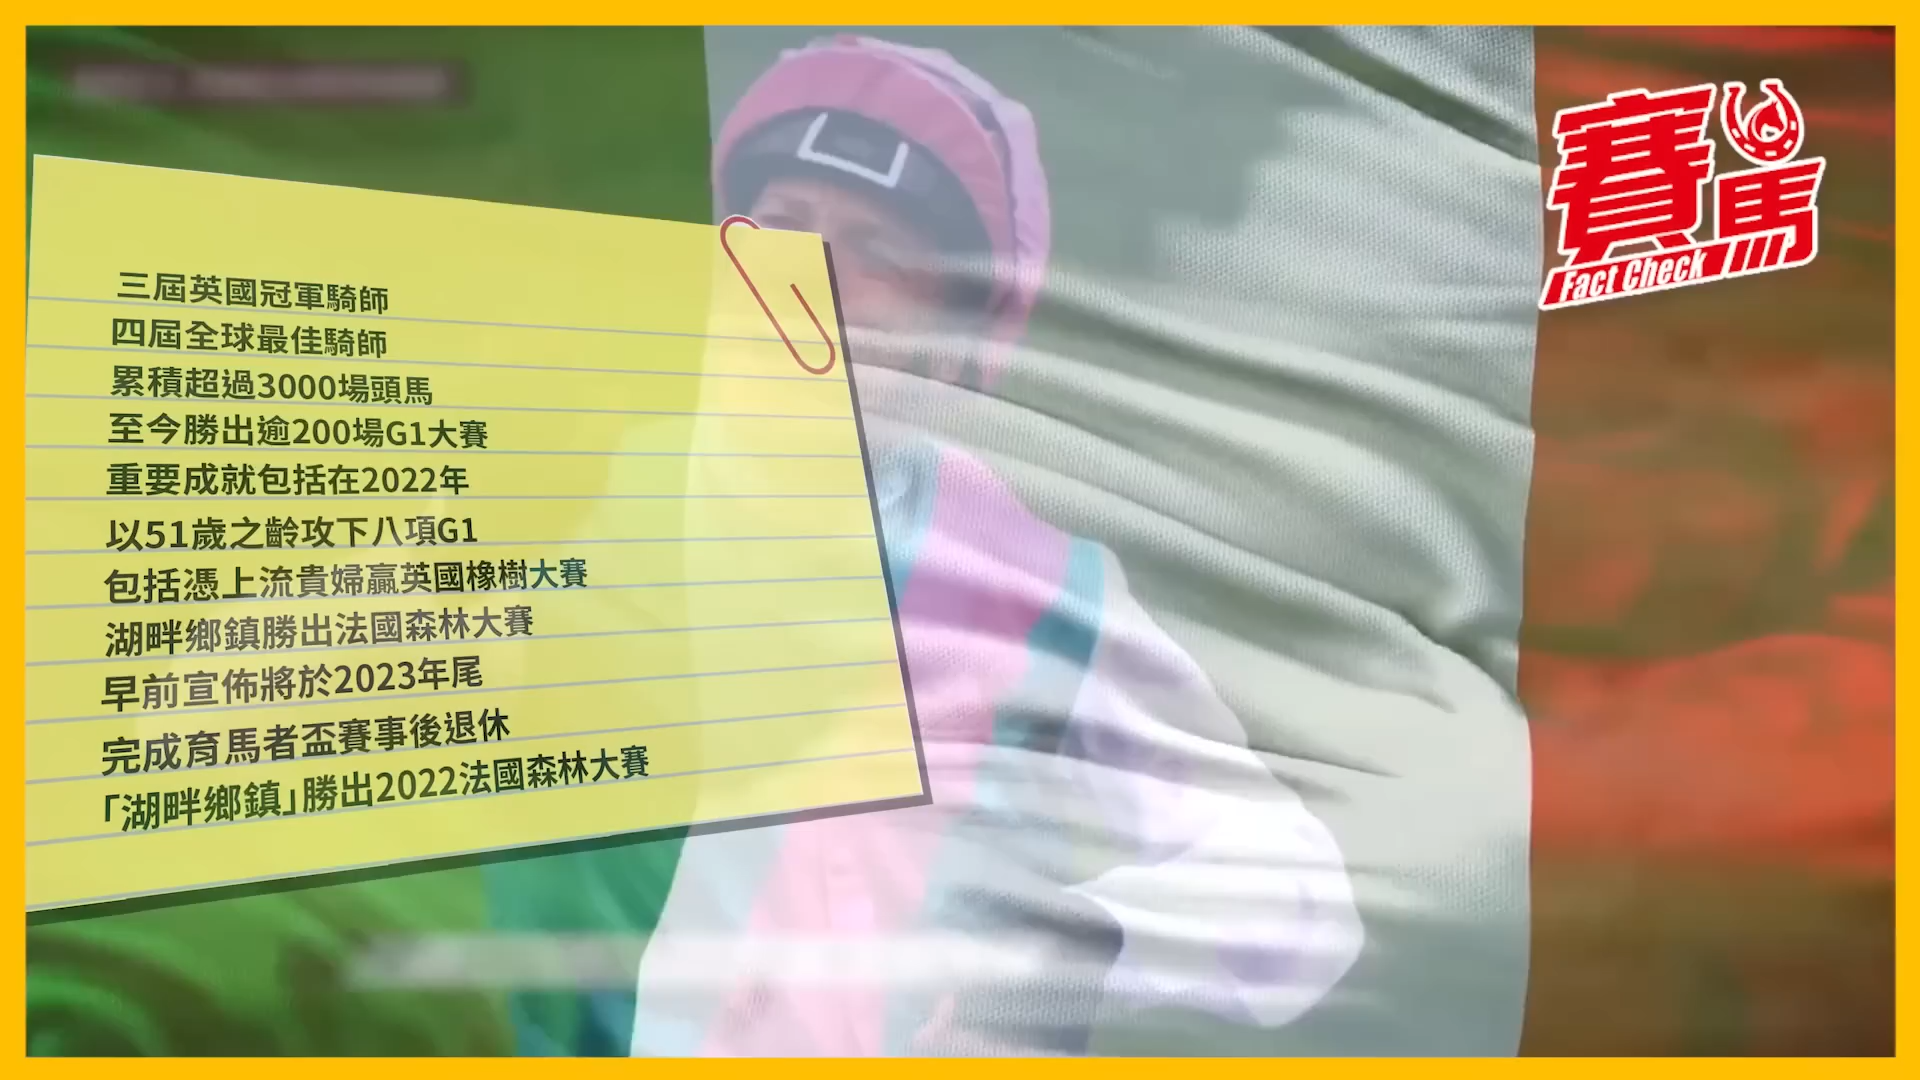 三屆英國冠軍騎師
四屆全球最佳騎師
累積超過3000場頭馬
至今勝出逾200場G1大賽
重要成就包括在2022年
以51歲之齡攻下八項G1
包括憑上流貴婦贏英國橡樹大賽
湖畔鄉鎮勝出法國森林大賽
早前宣佈將於2023年尾
完成育馬者盃賽事後退休
「湖畔鄉鎮」勝出2022法國森林大賽
賽馬
Fact Check